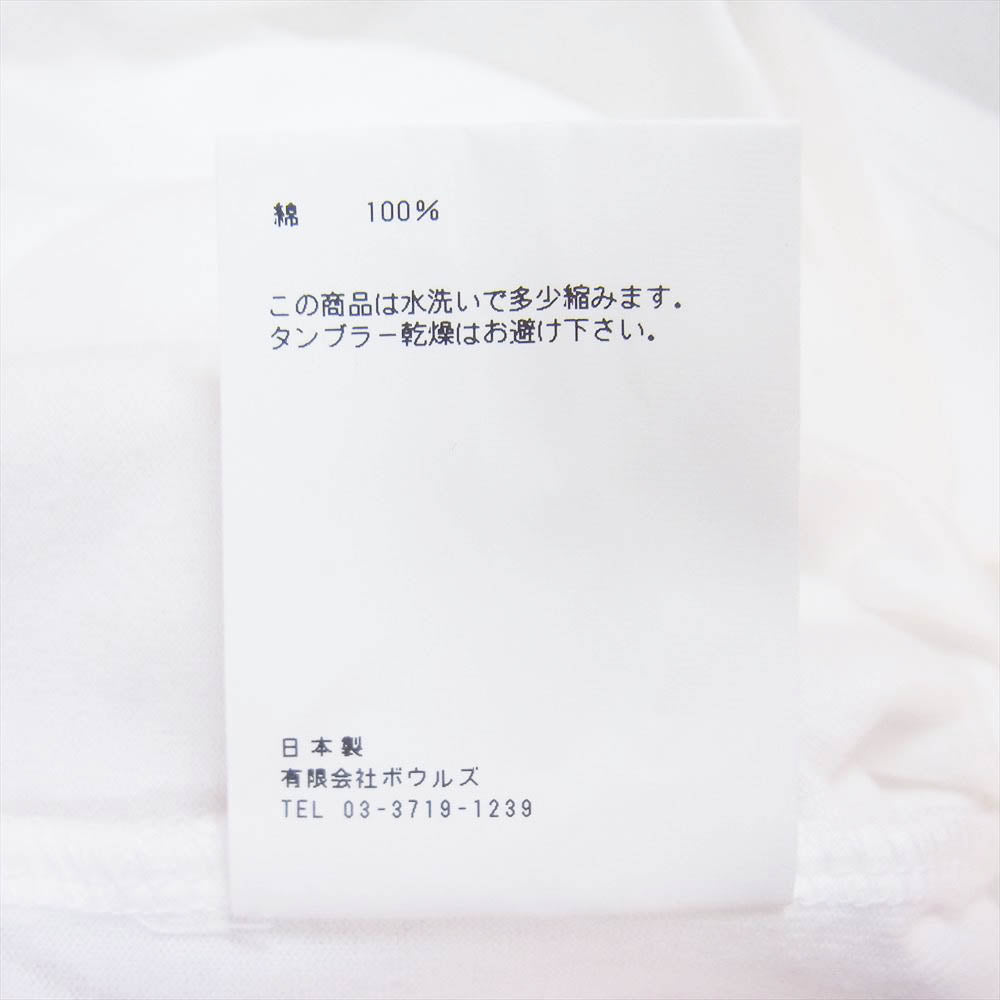 綿 100%
この商品は水洗いで多少縮みます。
タンブラー乾燥はお避け下さい。
日本製
有限会社ボウルズ
TEL 03-3719-1239